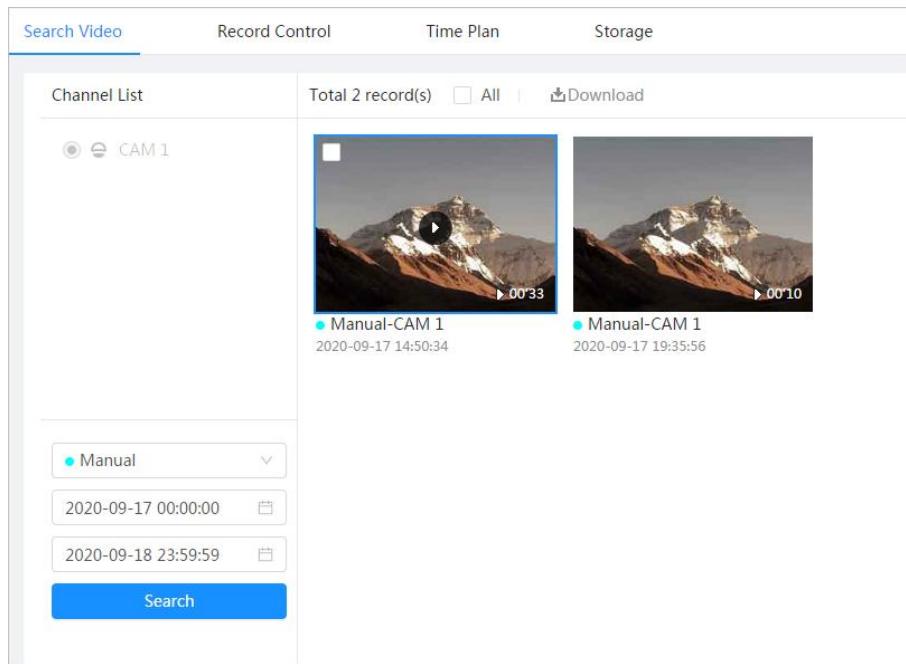 Search Video Record Control Time Plan Storage
Channel List
Total 2 record(s) All Download
CAM 1
00'33
00'10
Manual-CAM 1
2020-09-17 14:50:34
Manual-CAM 1
2020-09-17 19:35:56
Manual
2020-09-17 00:00:00
2020-09-18 23:59:59
Search